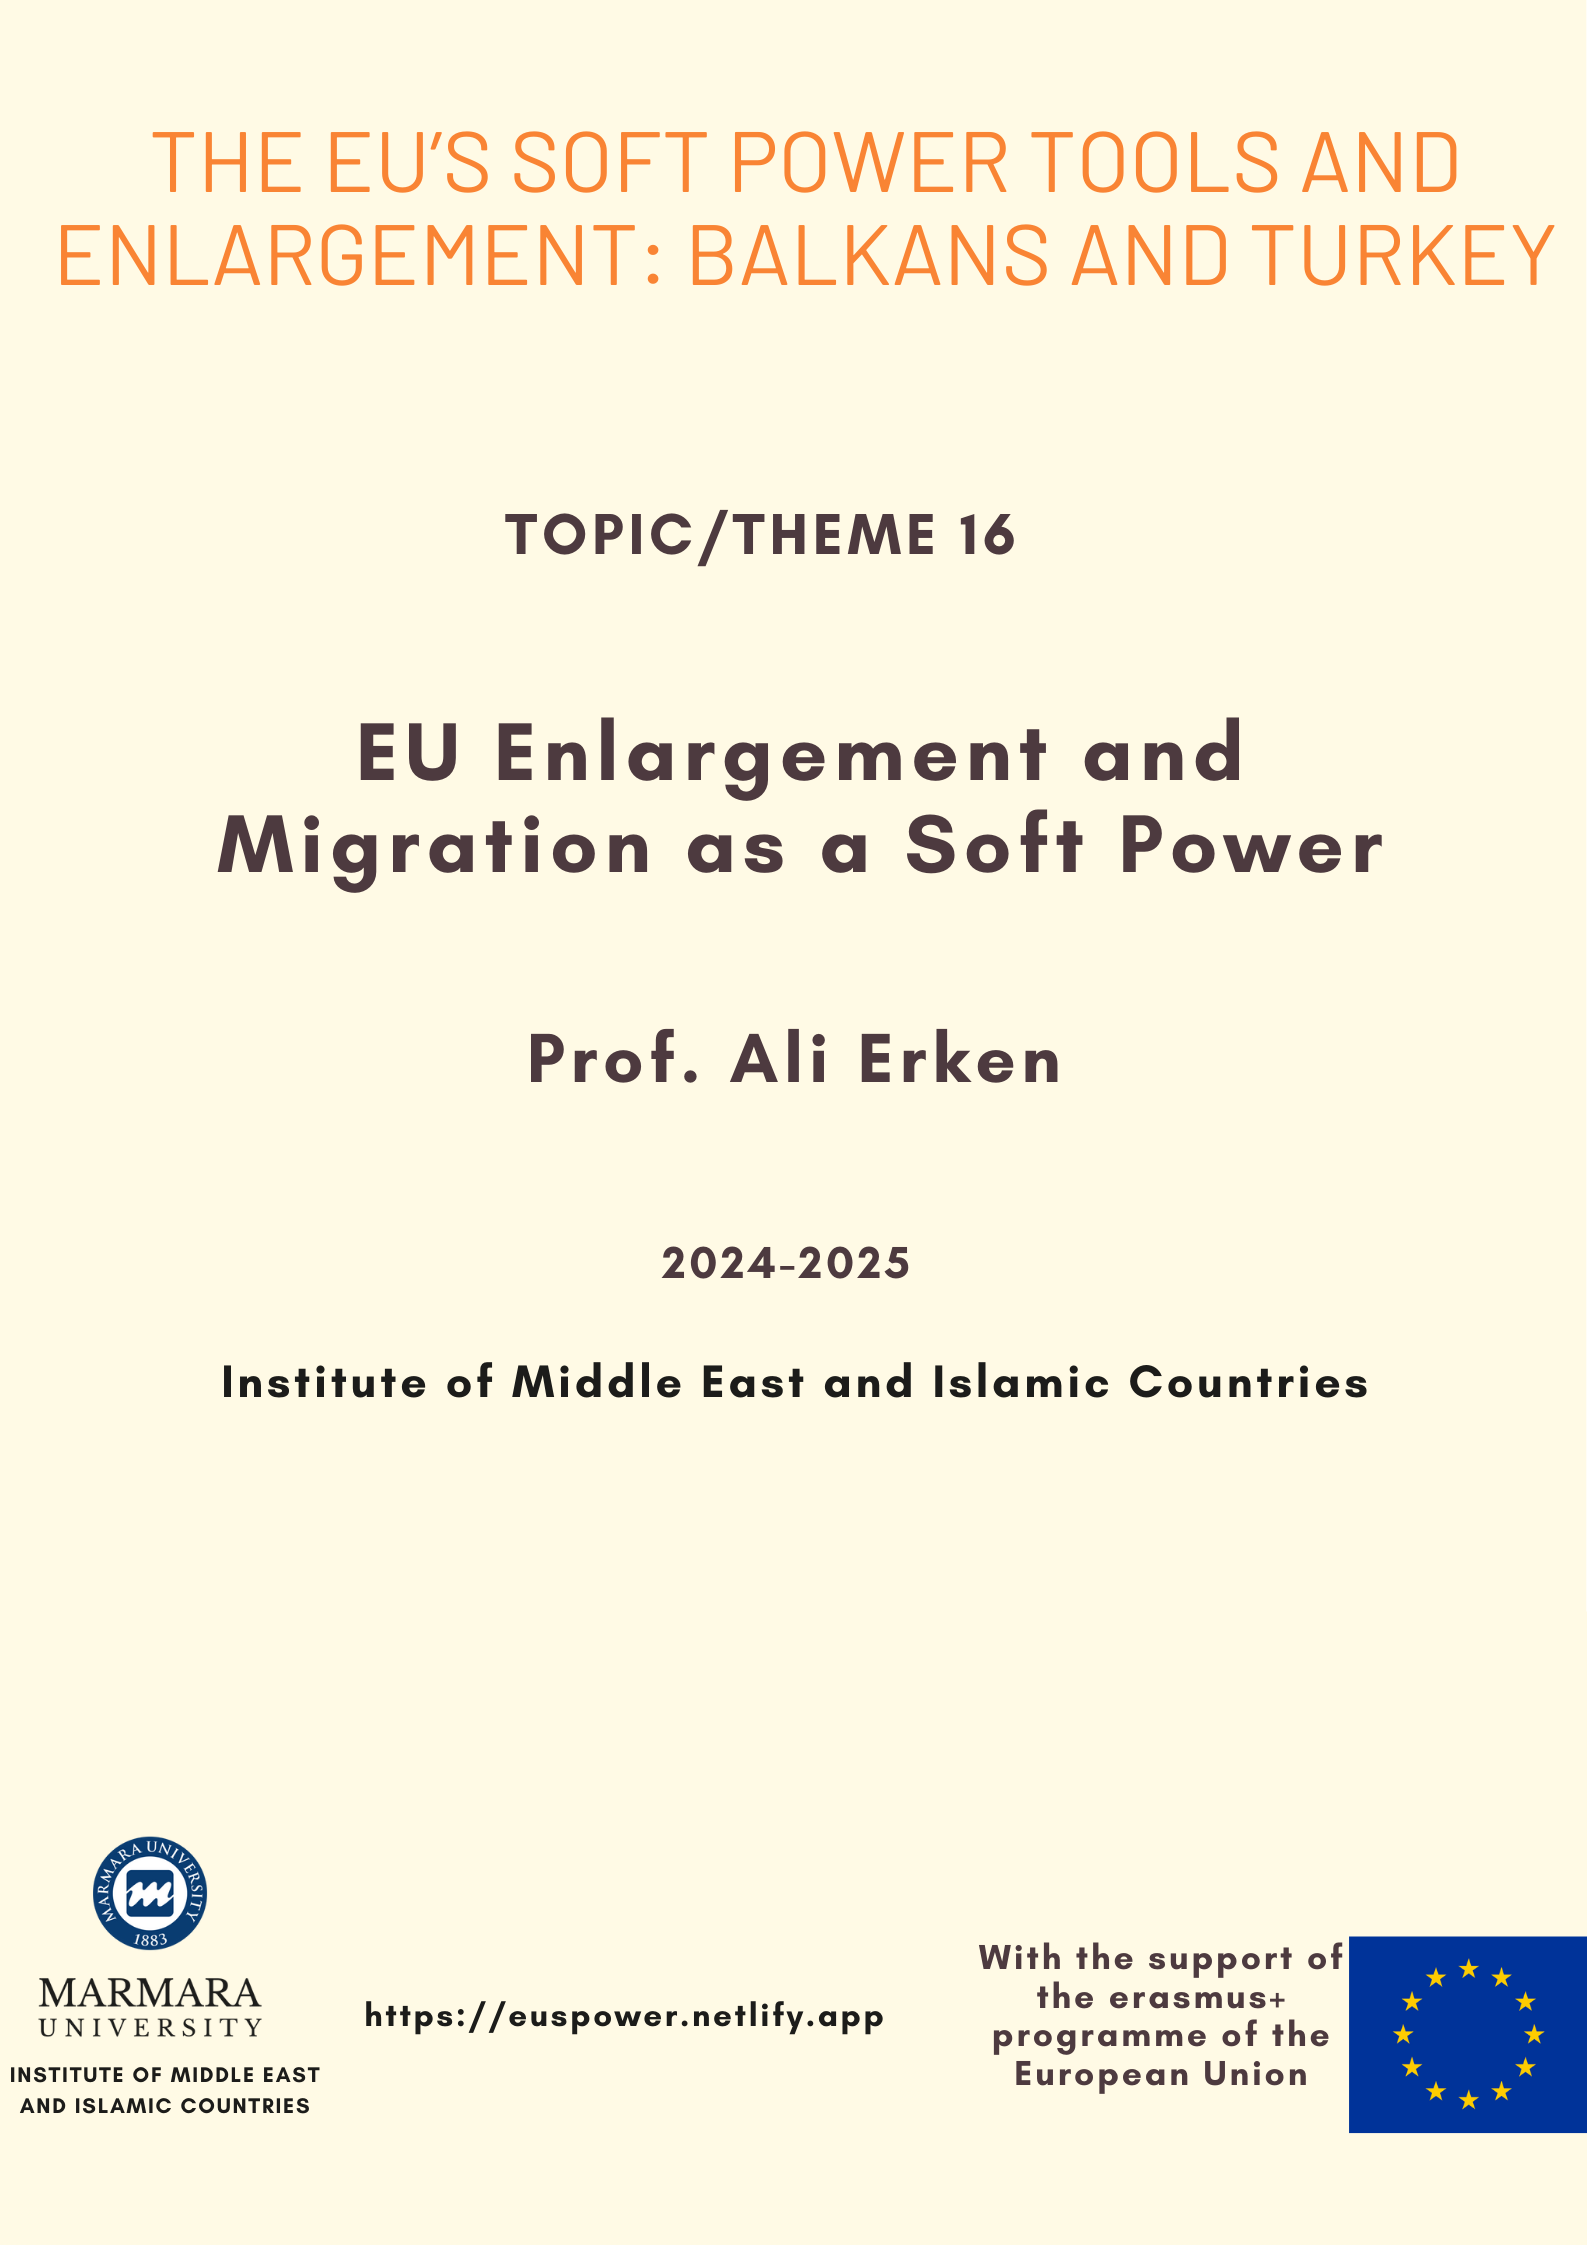 THE EU’S SOFT POWER TOOLS AND
ENLARGEMENT: BALKANS AND TURKEY
TOPIC/THEME 16
EU Enlargement and
Migration as a Soft Power
Prof. Ali Erken
2024-2025
Institute of Middle East and Islamic Countries
MARMARA UNIVERSITY
m
1883
MARMARA
UNIVERSITY
INSTITUTE OF MIDDLE EAST
AND ISLAMIC COUNTRIES
https://euspower.netlify.app
With the support of
the erasmus+
programme of the
European Union